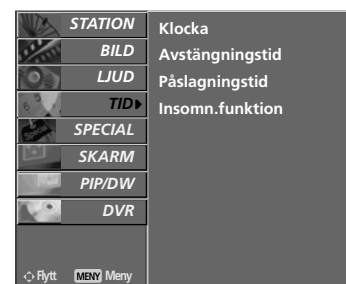 STATION
BILD
LJUD
TID
SPECIAL
SKARM
PIP/DW
DVR
Flytt MENY Meny
Klocka
Avstängningstid
Påslagningstid
Insomn.funktion